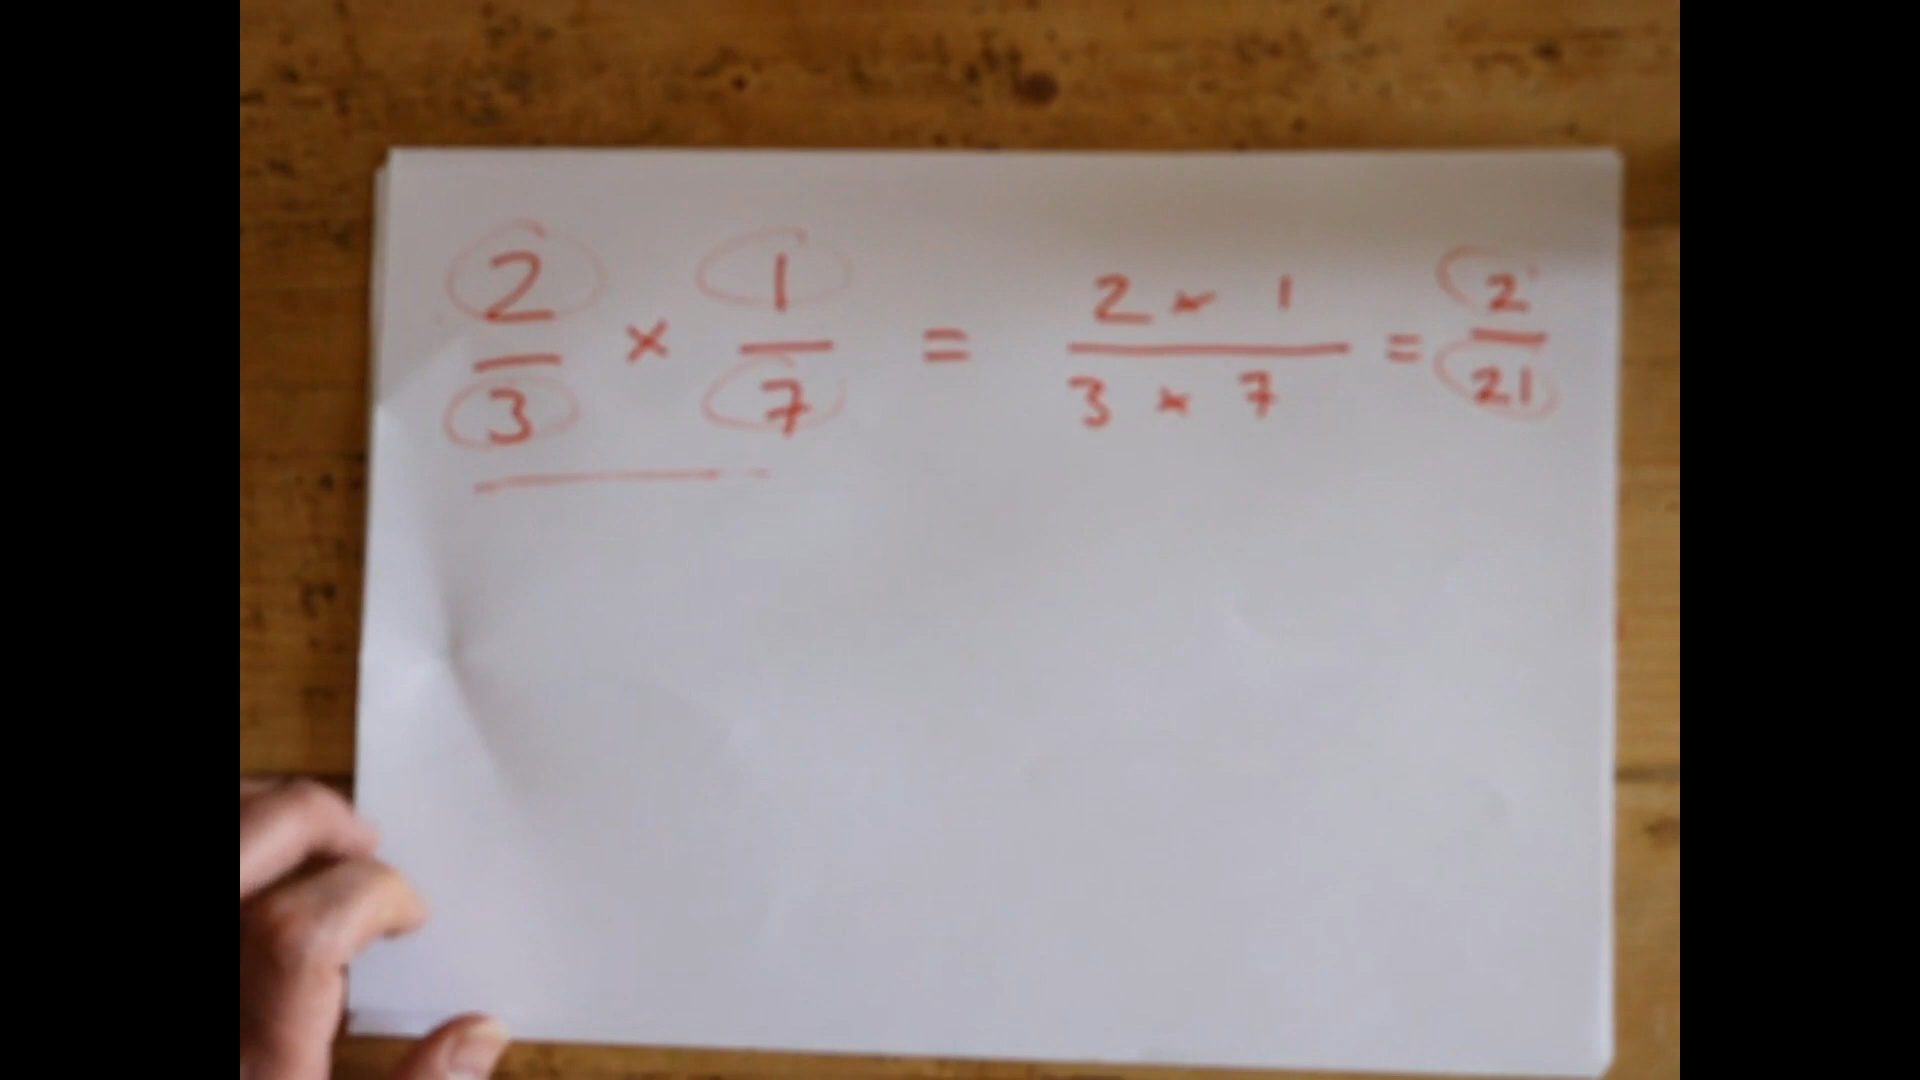 2/3 × 1/7 = 2 × 1 / 3 × 7 = 2/21